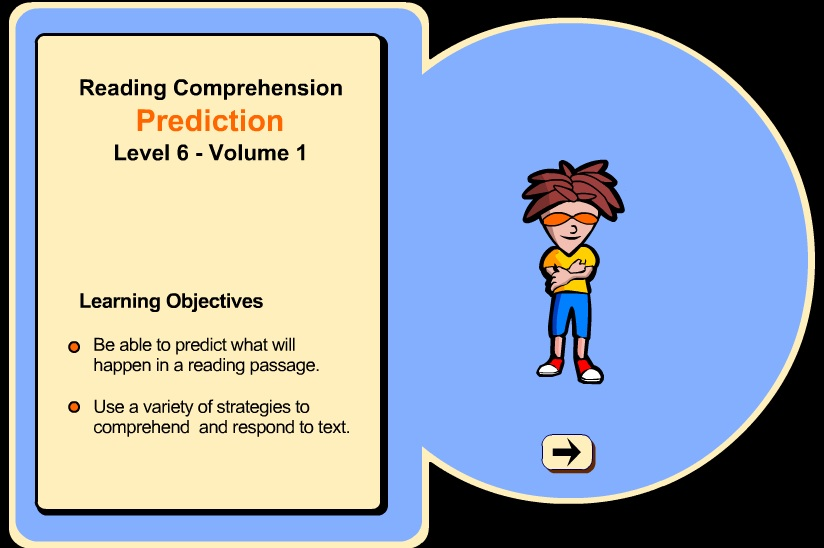 Reading Comprehension
Prediction
Level 6 - Volume 1
Learning Objectives
Be able to predict what will
happen in a reading passage.
Use a variety of strategies to
comprehend and respond to text.